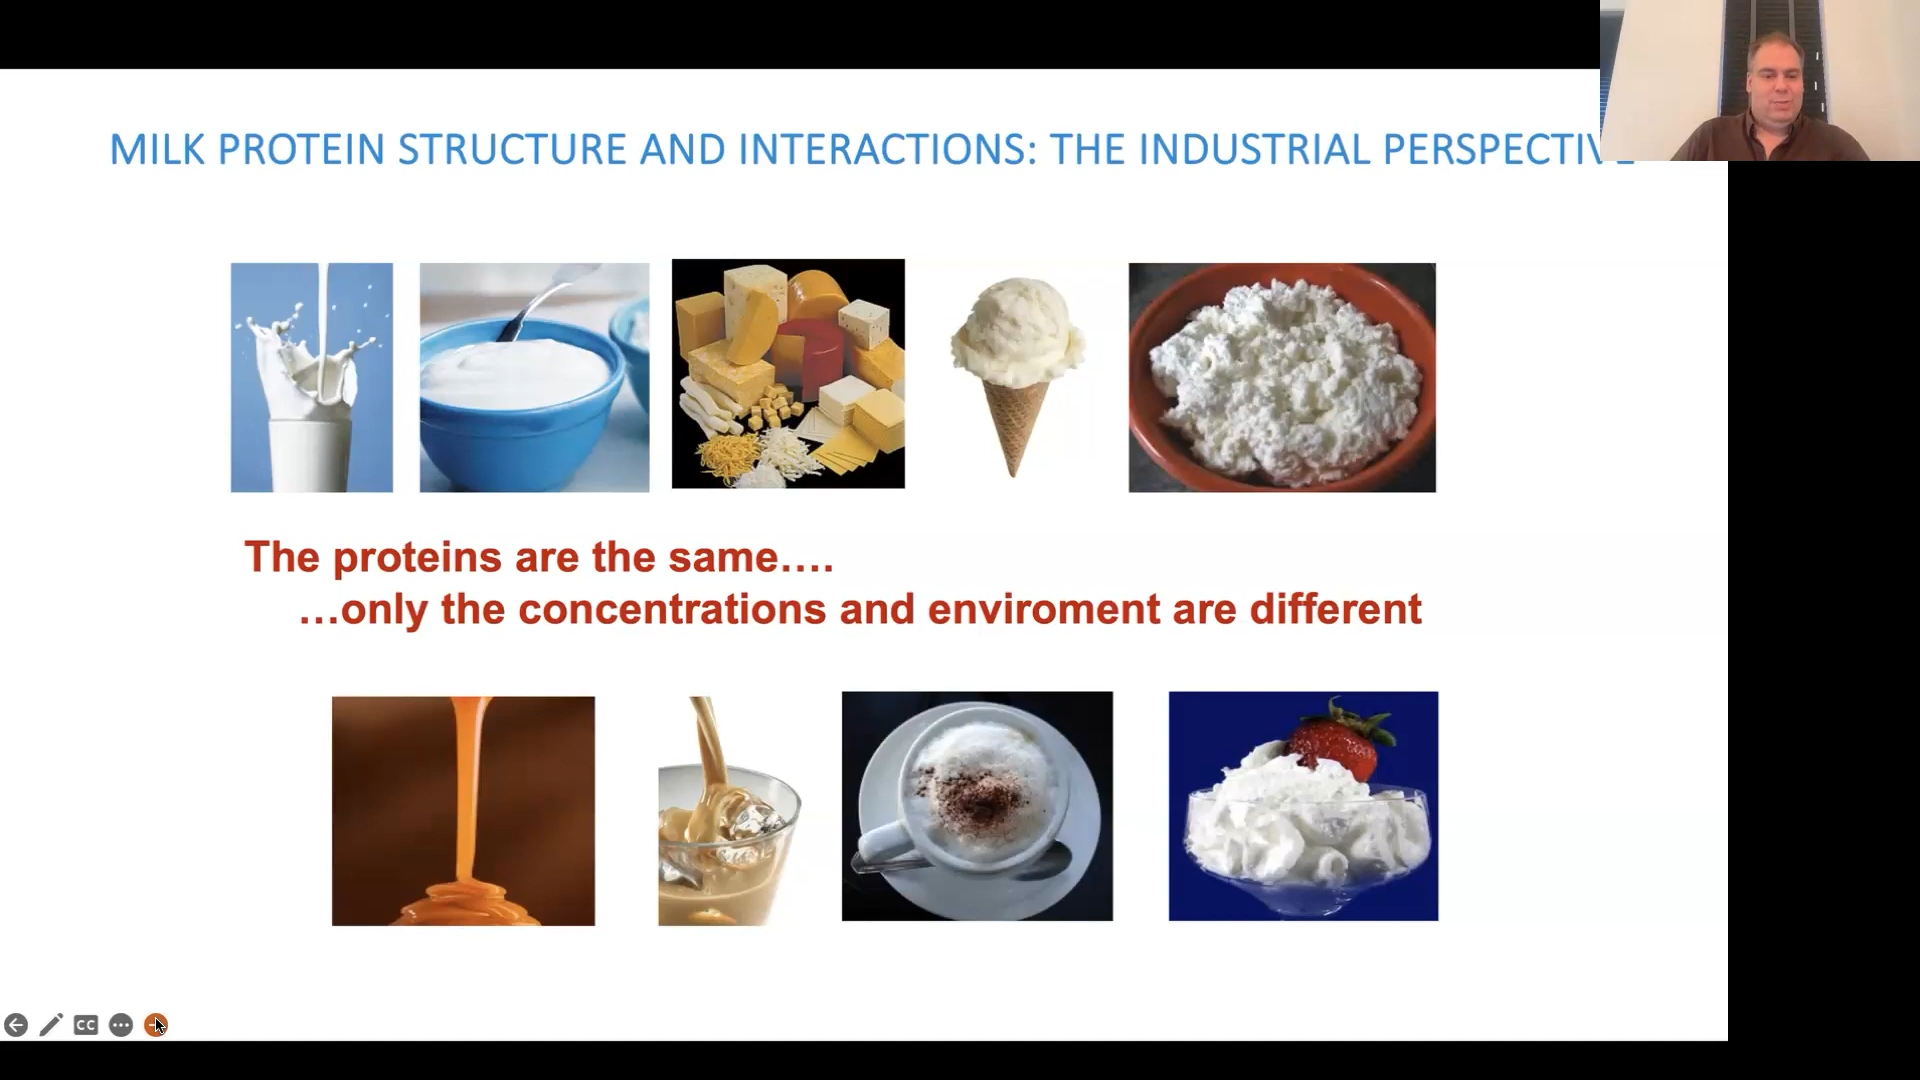 MILK PROTEIN STRUCTURE AND INTERACTIONS: THE INDUSTRIAL PERSPECTIVE
The proteins are the same....
...only the concentrations and enviroment are different
CC